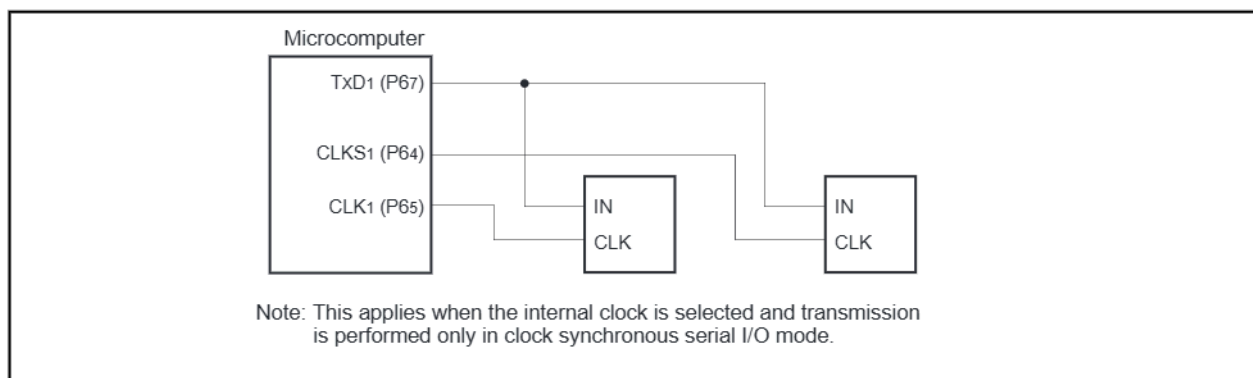 Microcomputer
TxD1 (P67)
CLKS1 (P64)
CLK1 (P65)
IN
CLK
IN
CLK
Note: This applies when the internal clock is selected and transmission
is performed only in clock synchronous serial I/O mode.